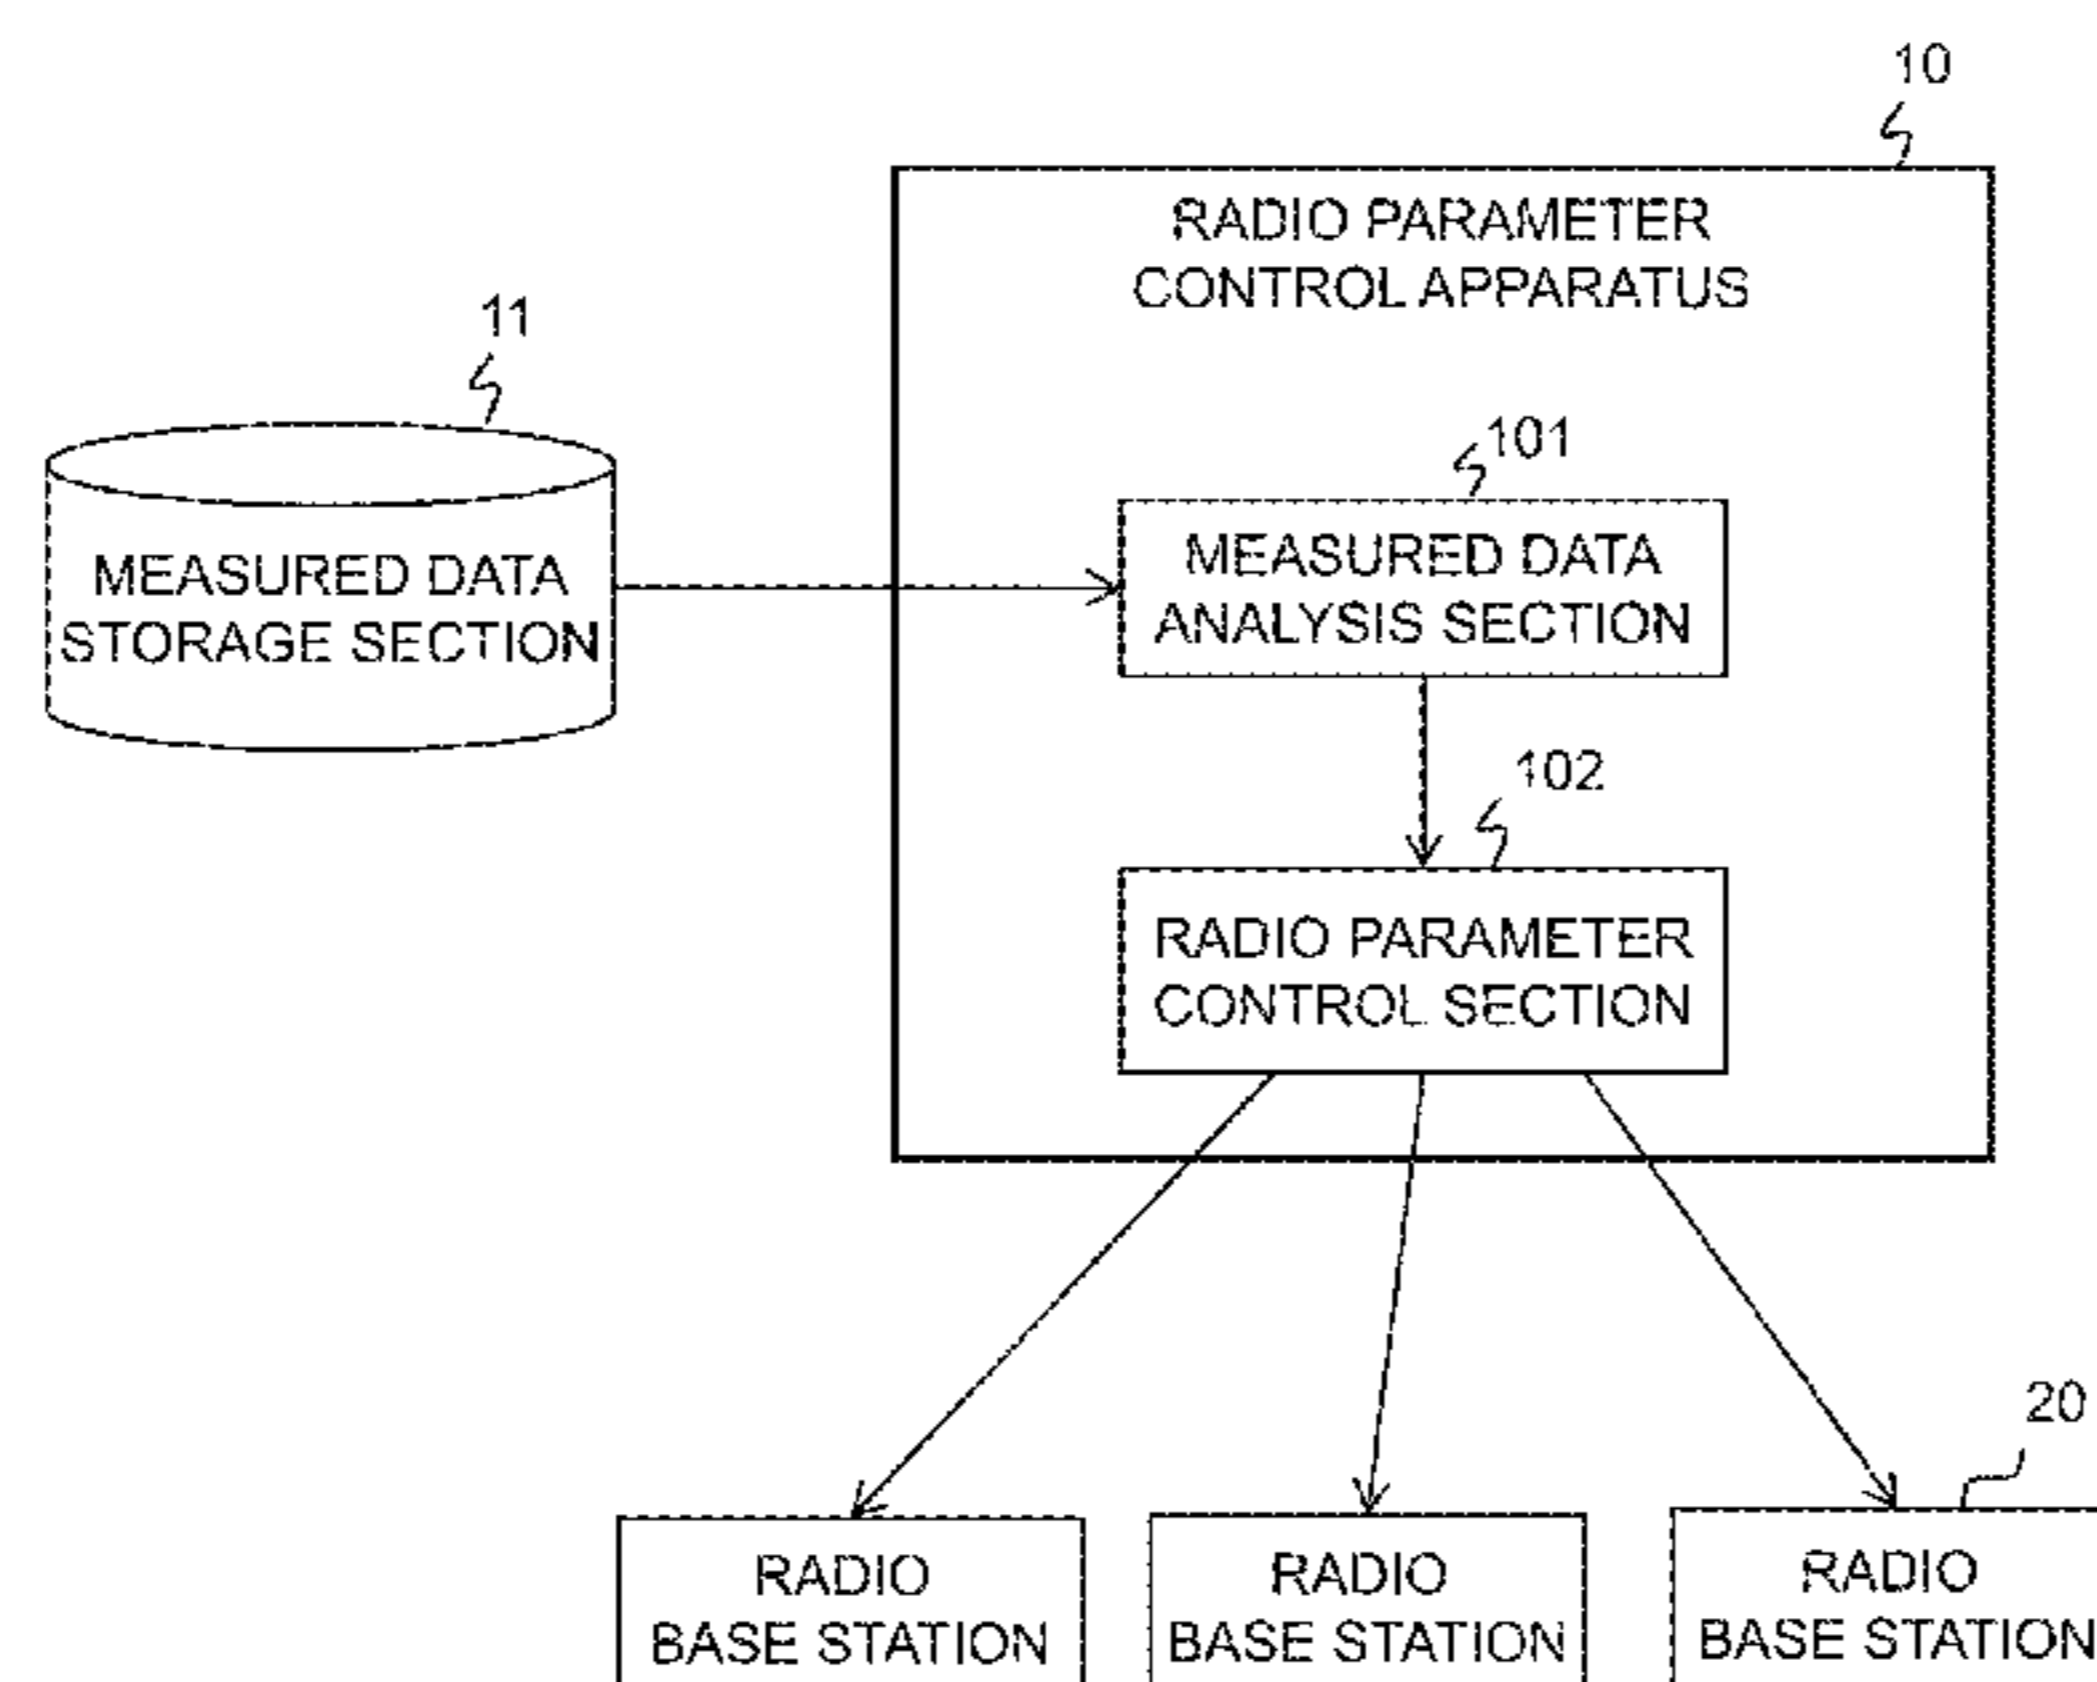 10
RADIO PARAMETER
CONTROL APPARATUS
11
101
MEASURED DATA
STORAGE SECTION
MEASURED DATA
ANALYSIS SECTION
102
RADIO PARAMETER
CONTROL SECTION
20
RADIO
BASE STATION
RADIO
BASE STATION
RADIO
BASE STATION